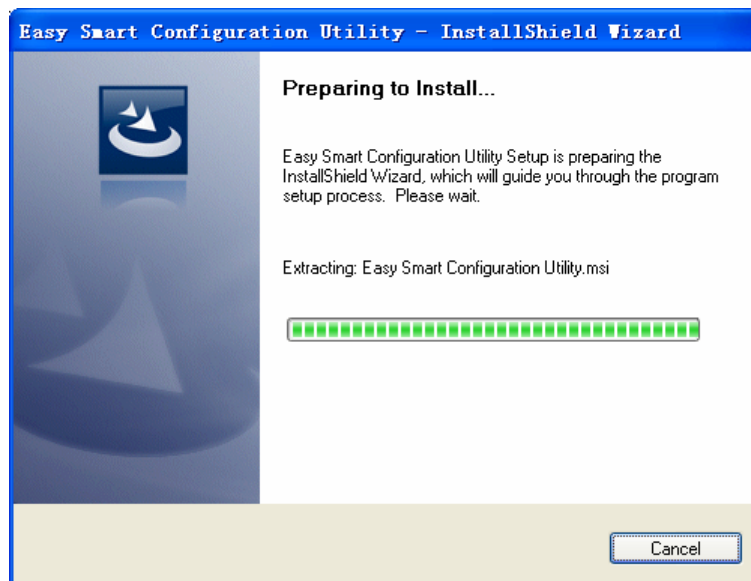 Easy Smart Configuration Utility - InstallShield Wizard
Preparing to Install...
Easy Smart Configuration Utility Setup is preparing the
InstallShield Wizard, which will guide you through the program
setup process.  Please wait.
Extracting: Easy Smart Configuration Utility.msi
Cancel